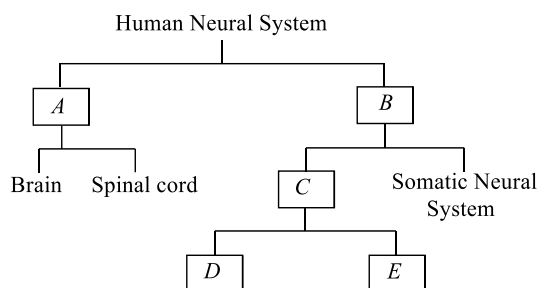 Human Neural System
A
B
Brain
Spinal cord
C
Somatic Neural
System
D
E